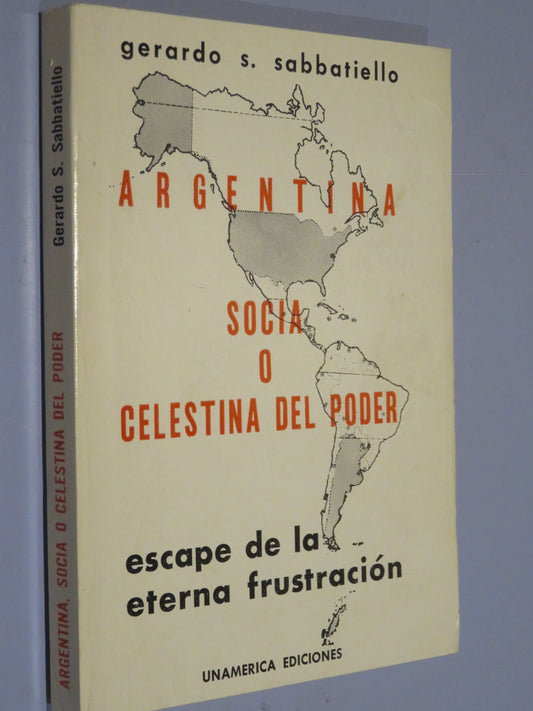 gerardo s. sabbatiello
ARGENTINA
SOCIA
O
CELESTINA DEL PODER
escape de la
eterna frustración
UNAMERICA EDICIONES
ARGENTINA, SOCIA O CELESTINA DEL PODER Gerardo S. Sabbatiello